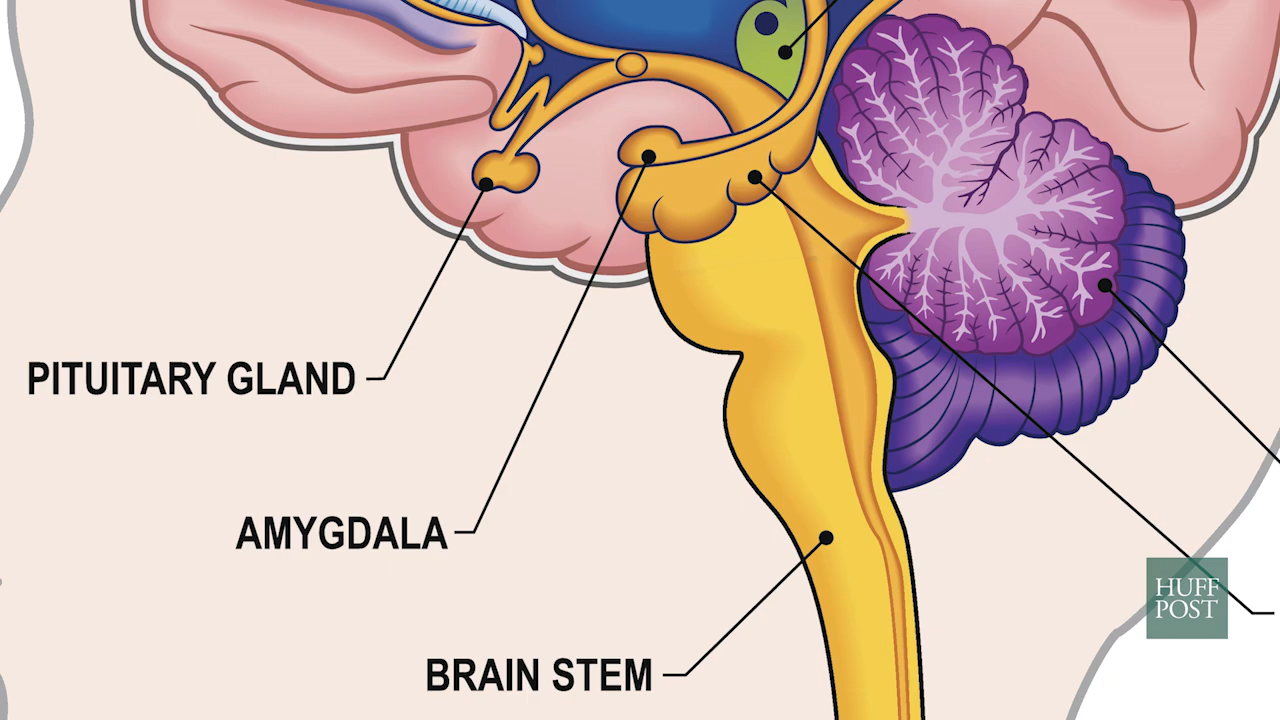 PITUITARY GLAND
AMYGDALA
BRAIN STEM
HUFF
POST